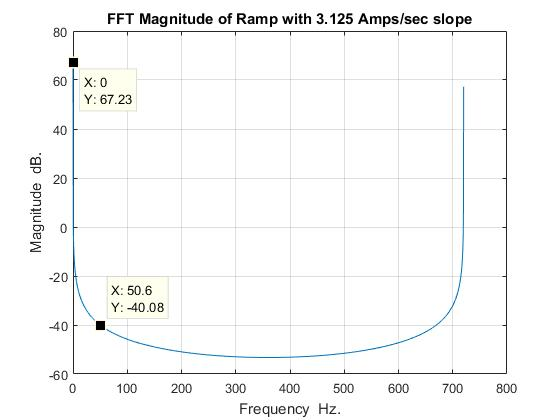 FFT Magnitude of Ramp with 3.125 Amps/sec slope
80
60
40
20
0
-20
-40
-60
Magnitude dB.
X: 0
Y: 67.23
X: 50.6
Y: -40.08
0 100 200 300 400 500 600 700 800
Frequency Hz.